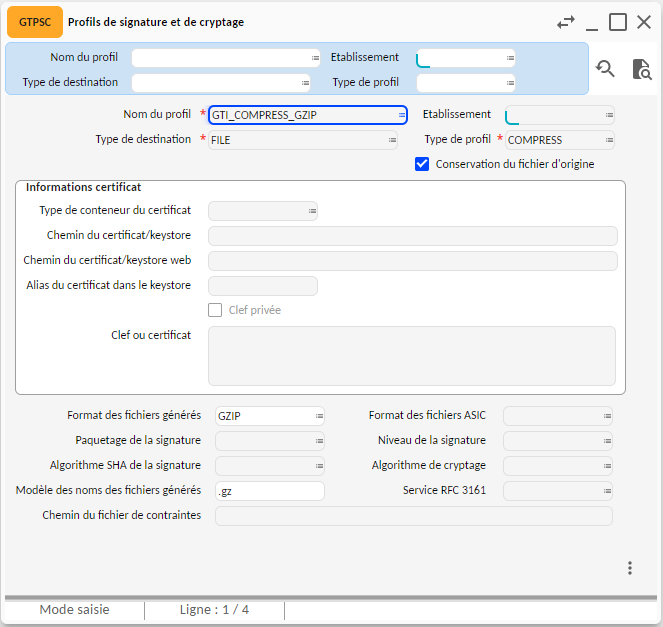 GTPSC Profils de signature et de cryptage
Nom du profil Etablissement
Type de destination Type de profil
Nom du profil * GTI_COMPRESS_GZIP Etablissement
Type de destination * FILE Type de profil * COMPRESS
Conservation du fichier d'origine
Informations certificat
Type de conteneur du certificat
Chemin du certificat/keystore
Chemin du certificat/keystore web
Alias du certificat dans le keystore
Clef privée
Clef ou certificat
Format des fichiers générés GZIP Format des fichiers ASIC
Paquetage de la signature Niveau de la signature
Algorithme SHA de la signature Algorithme de cryptage
Modèle des noms des fichiers générés .gz Service RFC 3161
Chemin du fichier de contraintes
Mode saisie Ligne : 1 / 4